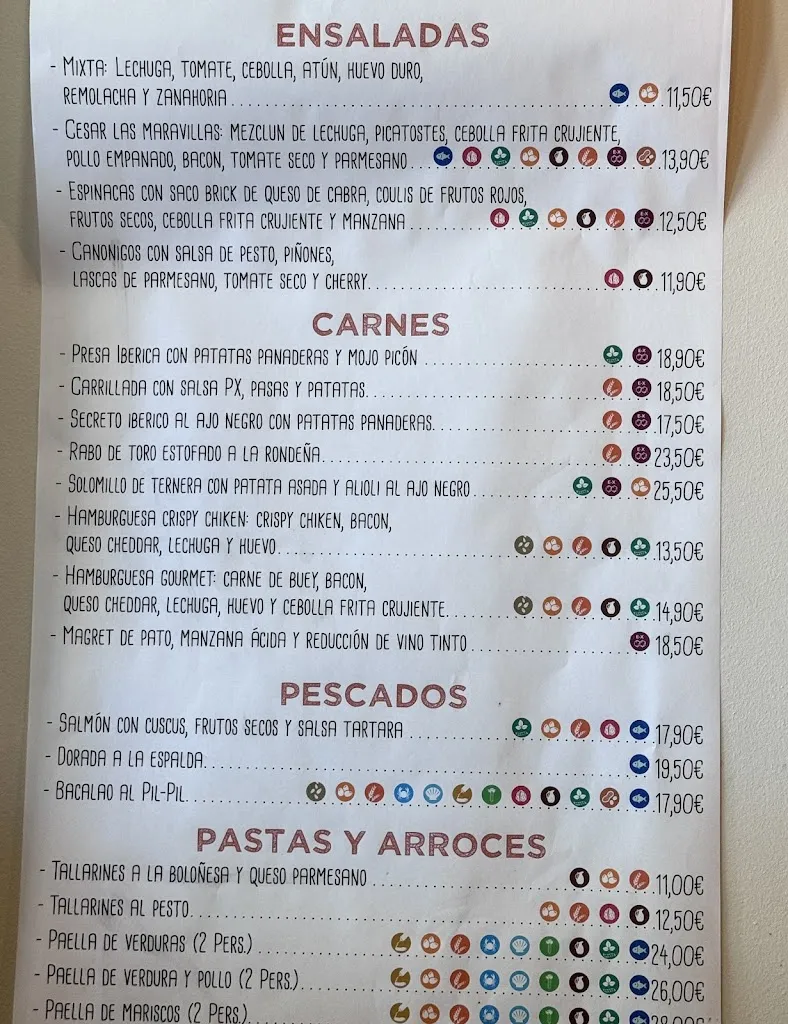 ENSALADAS
- Mixta: Lechuga, tomate, cebolla, atún, huevo duro,
remolacha y zanahoria 11,50€
- Cesar las maravillas: mezclun de lechuga, picatostes, cebolla frita crujiente,
pollo empanado, bacon, tomate seco y parmesano 13,90€
- Espinacas con saco brick de queso de cabra, coulis de frutos rojos,
frutos secos, cebolla frita crujiente y manzana 12,50€
- Canonigos con salsa de pesto, piñones,
lascas de parmesano, tomate seco y cherry 11,90€
CARNES
- Presa Iberica con patatas panaderas y mojo picón 18,90€
- Carrillada con salsa PX, pasas y patatas 18,50€
- Secreto iberico al ajo negro con patatas panaderas 17,50€
- Rabo de toro estofado a la rondeña 23,50€
- Solomillo de ternera con patata asada y alioli al ajo negro 25,50€
- Hamburguesa crispy chiken: crispy chiken, bacon,
queso cheddar, lechuga y huevo 13,50€
- Hamburguesa gourmet: carne de buey, bacon,
queso cheddar, lechuga, huevo y cebolla frita crujiente 14,90€
- Magret de pato, manzana ácida y reducción de vino tinto 18,50€
PESCADOS
- Salmón con cuscus, frutos secos y salsa tartara 17,90€
- Dorada a la espalda 19,50€
- Bacalao al Pil-Pil 17,90€
PASTAS Y ARROCES
- Tallarines a la boloñesa y queso parmesano 11,00€
- Tallarines al pesto 12,50€
- Paella de verduras (2 Pers.) 24,00€
- Paella de verdura y pollo (2 Pers.) 26,00€
- Paella de mariscos (2 Pers.) 28,00€